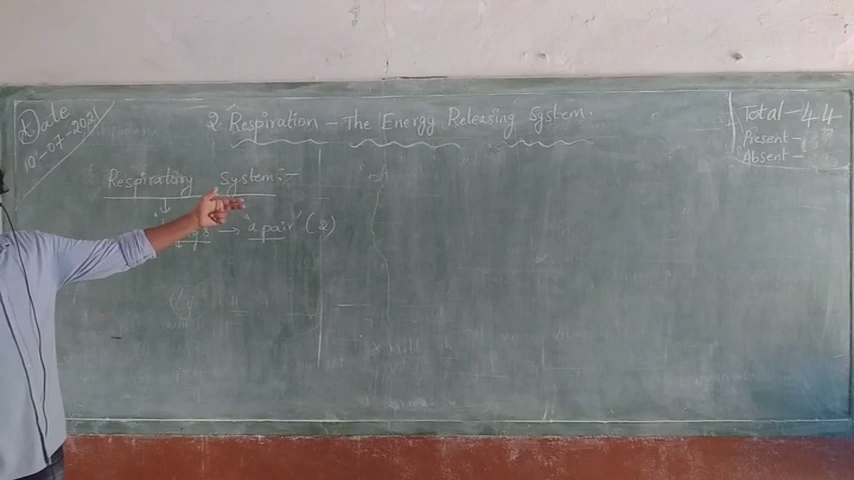 Date
10-07-2021
2. Respiration - The Energy Releasing System.
Total - 44
Present -
Absent -
Respiratory System:-
→ a pair (2)